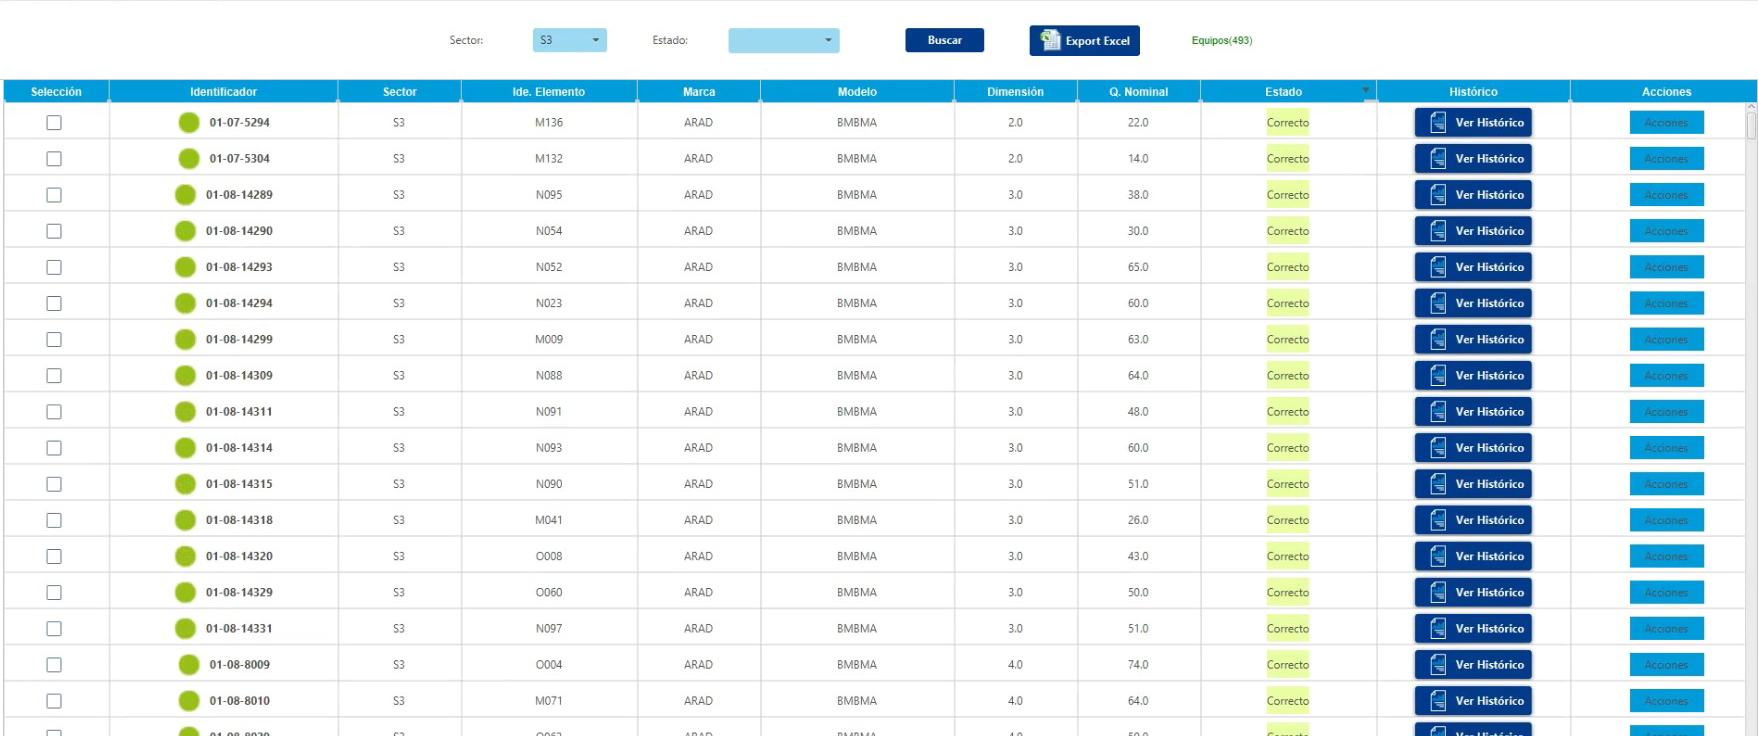 Sector: S3 Estado: Buscar Export Excel Equipos(493)
Selección Identificador Sector Ide. Elemento Marca Modelo Dimensión Q. Nominal Estado Histórico Acciones
01-07-5294 S3 M136 ARAD BMBMA 2.0 22.0 Correcto Ver Histórico Acciones
01-07-5304 S3 M132 ARAD BMBMA 2.0 14.0 Correcto Ver Histórico Acciones
01-08-14289 S3 N095 ARAD BMBMA 3.0 38.0 Correcto Ver Histórico Acciones
01-08-14290 S3 N054 ARAD BMBMA 3.0 30.0 Correcto Ver Histórico Acciones
01-08-14293 S3 N052 ARAD BMBMA 3.0 65.0 Correcto Ver Histórico Acciones
01-08-14294 S3 N023 ARAD BMBMA 3.0 60.0 Correcto Ver Histórico Acciones
01-08-14299 S3 M009 ARAD BMBMA 3.0 63.0 Correcto Ver Histórico Acciones
01-08-14309 S3 N088 ARAD BMBMA 3.0 64.0 Correcto Ver Histórico Acciones
01-08-14311 S3 N091 ARAD BMBMA 3.0 48.0 Correcto Ver Histórico Acciones
01-08-14314 S3 N093 ARAD BMBMA 3.0 60.0 Correcto Ver Histórico Acciones
01-08-14315 S3 N090 ARAD BMBMA 3.0 51.0 Correcto Ver Histórico Acciones
01-08-14318 S3 M041 ARAD BMBMA 3.0 26.0 Correcto Ver Histórico Acciones
01-08-14320 S3 O008 ARAD BMBMA 3.0 43.0 Correcto Ver Histórico Acciones
01-08-14329 S3 O060 ARAD BMBMA 3.0 50.0 Correcto Ver Histórico Acciones
01-08-14331 S3 N097 ARAD BMBMA 3.0 51.0 Correcto Ver Histórico Acciones
01-08-8009 S3 O004 ARAD BMBMA 4.0 74.0 Correcto Ver Histórico Acciones
01-08-8010 S3 M071 ARAD BMBMA 4.0 64.0 Correcto Ver Histórico Acciones
S3 ARAD BMBMA Correcto Ver Histórico Acciones